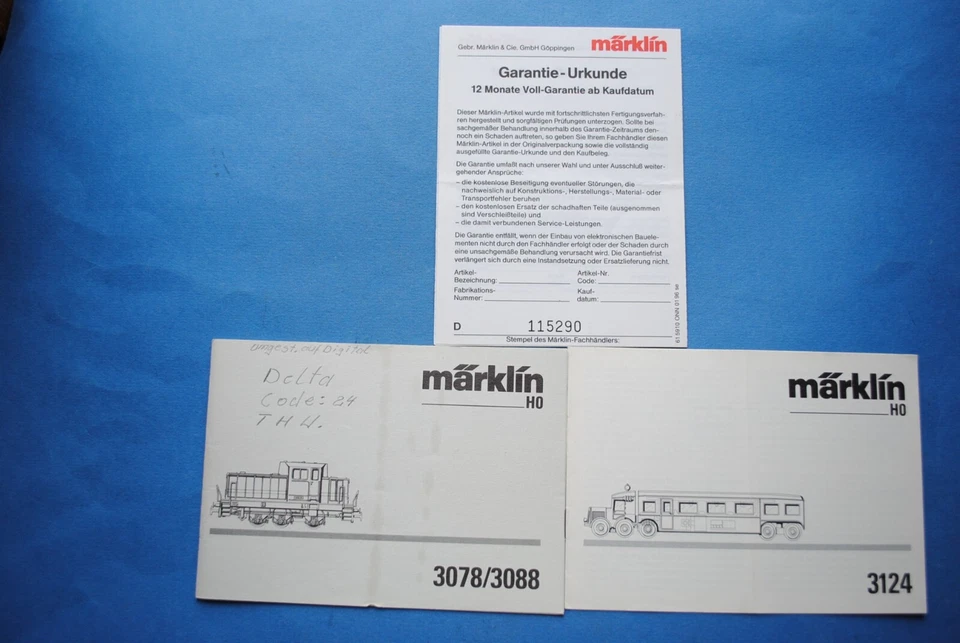 Gebr. Märklin & Cie. GmbH Göppingen
märklin
Garantie-Urkunde
12 Monate Voll-Garantie ab Kaufdatum
Dieser Märklin-Artikel wurde mit fortschrittlichsten Fertigungsverfah-
ren hergestellt und sorgfältigen Prüfungen unterzogen. Sollte bei
sachgemäßer Behandlung innerhalb des Garantie-Zeitraums den-
noch ein Schaden auftreten, so geben Sie Ihrem Fachhändler diesen
Märklin-Artikel in der Originalverpackung sowie die vollständig
ausgefüllte Garantie-Urkunde und den Kaufbeleg.
Die Garantie umfaßt nach unserer Wahl und unter Ausschluß weiter-
gehender Ansprüche:
– die kostenlose Beseitigung eventueller Störungen, die
nachweislich auf Konstruktions-, Herstellungs-, Material- oder
Transportfehler beruhen
– den kostenlosen Ersatz der schadhaften Teile (ausgenommen
sind Verschleißteile) und
– die damit verbundenen Service-Leistungen.
Die Garantie entfällt, wenn der Einbau von elektronischen Bauele-
menten nicht durch den Fachhändler erfolgt oder der Schaden durch
eine unsachgemäße Behandlung verursacht wird. Die Garantiefrist
verlängert sich durch eine Instandsetzung oder Ersatzlieferung nicht.
Artikel-
Bezeichnung:
Artikel-Nr.
Code:
Fabrikations-
Nummer:
Kauf-
datum:
D 115290
Stempel des Märklin-Fachhändlers:
umgest. auf Digital
Delta
Code: 84
T H W.
märklin
H0
3078/3088
märklin
H0
3124